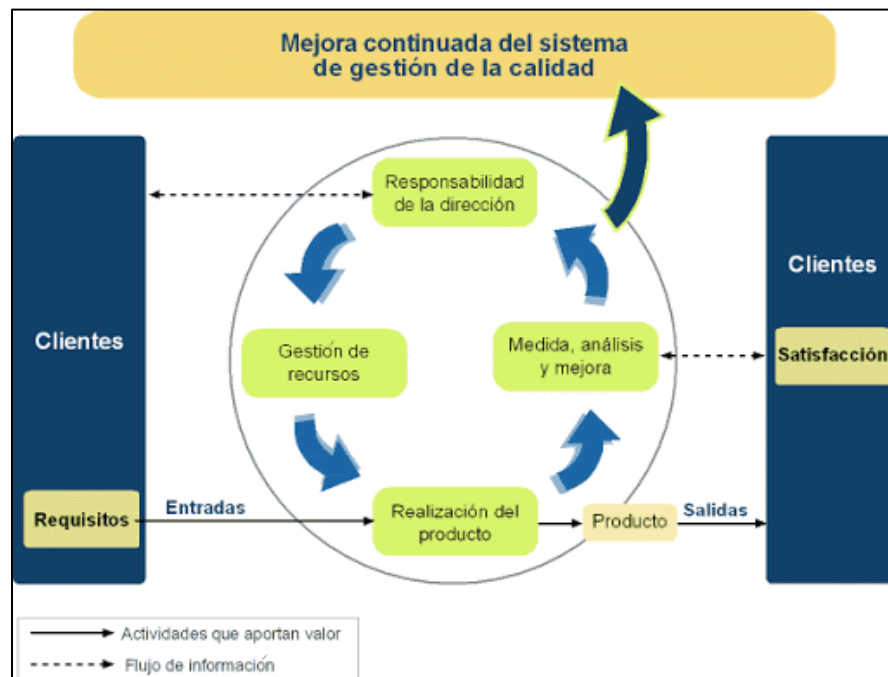 Mejora continuada del sistema
de gestión de la calidad
Responsabilidad
de la dirección
Clientes
Gestión de
recursos
Medida, análisis
y mejora
Clientes
Satisfacción
Requisitos
Entradas
Realización del
producto
Producto
Salidas
Actividades que aportan valor
Flujo de información